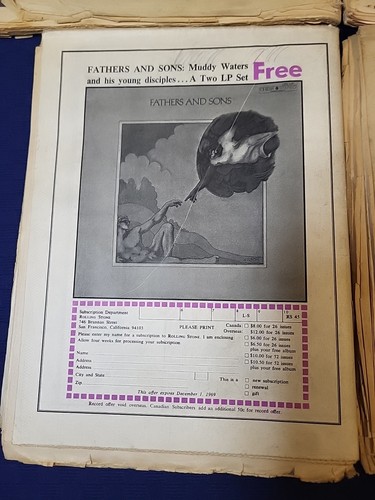 FATHERS AND SONS: Muddy Waters
and his young disciples... A Two LP Set
Free
FATHERS AND SONS
L-9
RS 45
Subscription Department
ROLLING STONE
746 Brannan Street
San Francisco, California 94103
PLEASE PRINT
Please enter my name for a subscription to ROLLING STONE. I am enclosing:
Allow four weeks for processing your subscription
Name
Address
Address
City and State
Zip
Canada: $8.00 for 26 issues
Overseas: $12.00 for 26 issues
$6.00 for 26 issues
$6.50 for 26 issues
plus your free album
$10.00 for 72 issues
$10.50 for 72 issues
plus your free album
This is a new subscription
renewal
gift
This offer expires December 1, 1969
Record offer void overseas. Canadian Subscribers add an additional 50c for record offer.